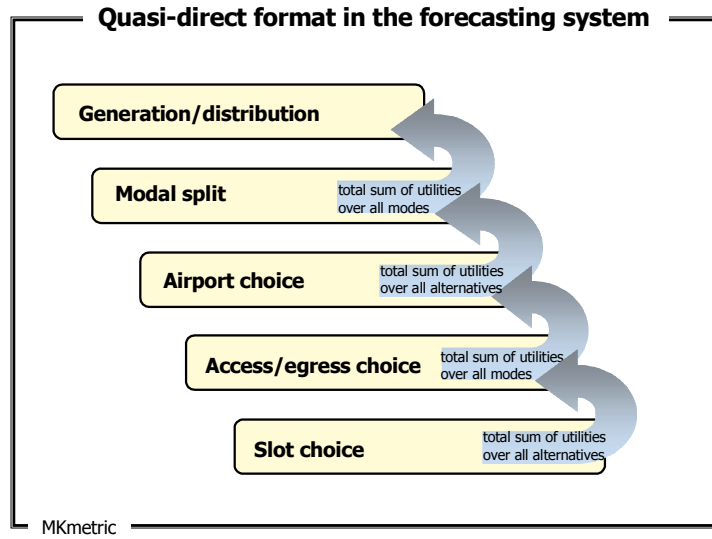 Quasi-direct format in the forecasting system
Generation/distribution
Modal split
total sum of utilities
over all modes
Airport choice
total sum of utilities
over all alternatives
Access/egress choice
total sum of utilities
over all modes
Slot choice
total sum of utilities
over all alternatives
MKmetric